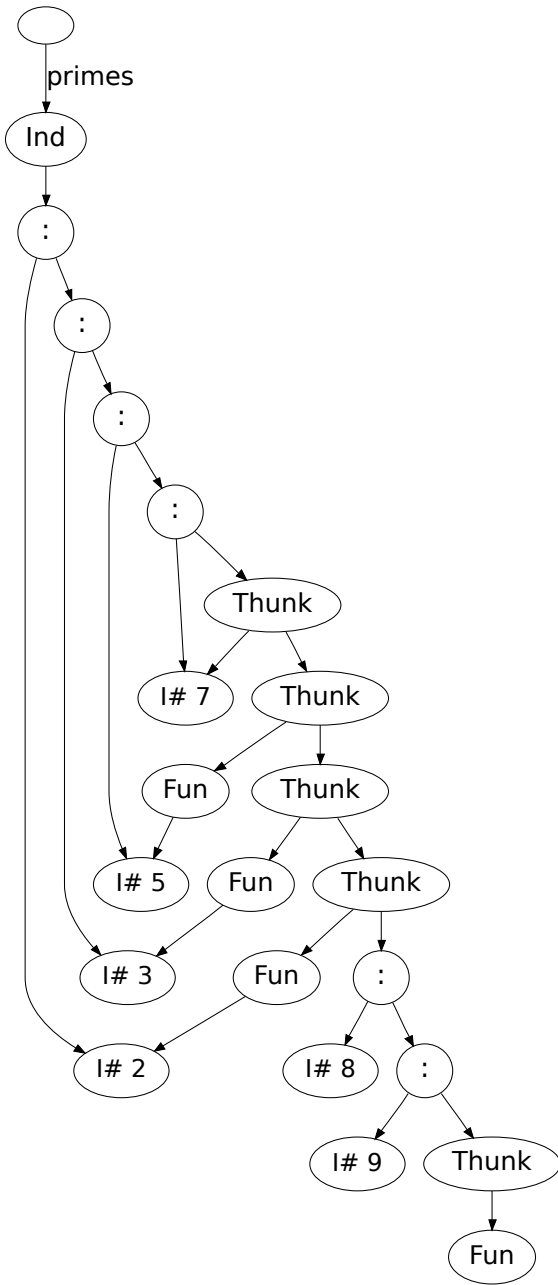 primes
Ind
:
:
:
:
Thunk
I# 7
Thunk
Fun
Thunk
I# 5
Fun
Thunk
I# 3
Fun
:
I# 2
I# 8
:
I# 9
Thunk
Fun